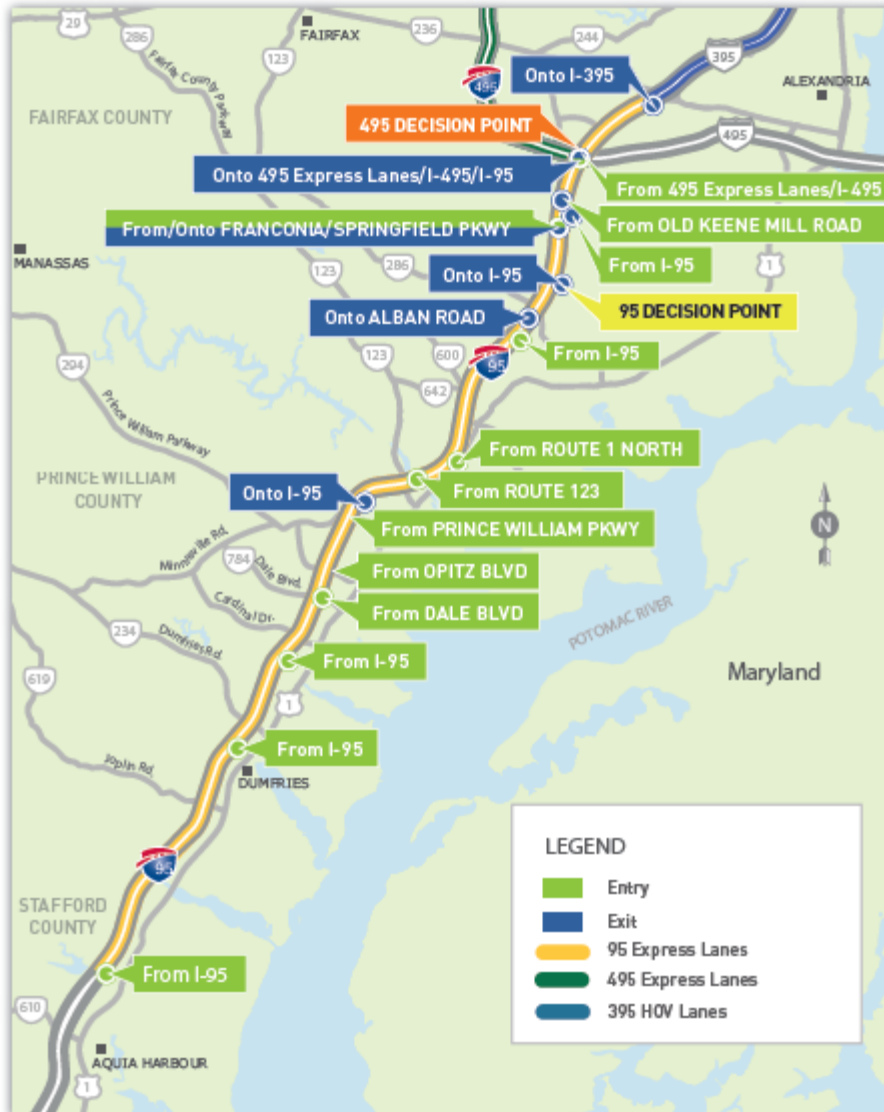 29
286
FAIRFAX
236
244
123
Fairfax County Parkway
495
Onto I-395
395
ALEXANDRIA
FAIRFAX COUNTY
495 DECISION POINT
495
Onto 495 Express Lanes/I-495/I-95
From 495 Express Lanes/I-495
From OLD KEENE MILL ROAD
From/Onto FRANCONIA/SPRINGFIELD PKWY
MANASSAS
123
286
From I-95
1
Onto I-95
95 DECISION POINT
Onto ALBAN ROAD
294
123
600
95
From I-95
642
Prince William Parkway
From ROUTE 1 NORTH
PRINCE WILLIAM
COUNTY
Onto I-95
From ROUTE 123
N
From PRINCE WILLIAM PKWY
Minnieville Rd.
784
Dale Blvd.
From OPITZ BLVD
Cardinal Dr.
From DALE BLVD
POTOMAC RIVER
234
Dumfries Rd.
From I-95
Maryland
619
1
From I-95
Joplin Rd.
DUMFRIES
95
STAFFORD
COUNTY
From I-95
610
AQUIA HARBOUR
1
LEGEND
Entry
Exit
95 Express Lanes
495 Express Lanes
395 HOV Lanes